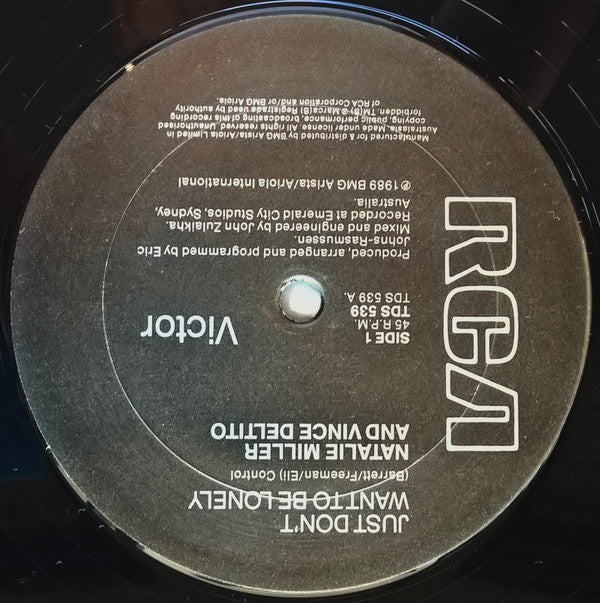 RCA
JUST DON'T
WANT TO BE LONELY
(Barrett/Freeman/Eli) Control
NATALIE MILLER
AND VINCE DELTITO
SIDE 1
45 R.P.M.
TDS 539
TDS 539 A.
Victor
Produced, arranged and programmed by Eric
Johns-Rasmussen.
Mixed and engineered by John Zulaikha.
Recorded at Emerald City Studios, Sydney,
Australia.
℗ 1989 BMG Arista/Ariola International
Manufactured for & distributed by BMG Arista/Ariola Limited in
Australasia. Made under license. All rights reserved. Unauthorised
copying, public performance, broadcasting of this recording
forbidden. TM(S) ® Marca(S) Registrada used by authority
of RCA Corporation and/or BMG Ariola.